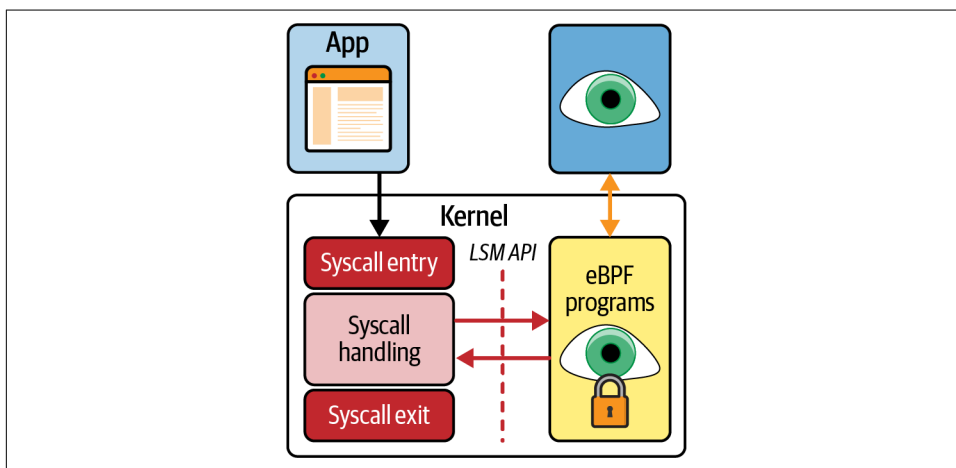 App
Kernel
Syscall entry
LSM API
eBPF
programs
Syscall
handling
Syscall exit